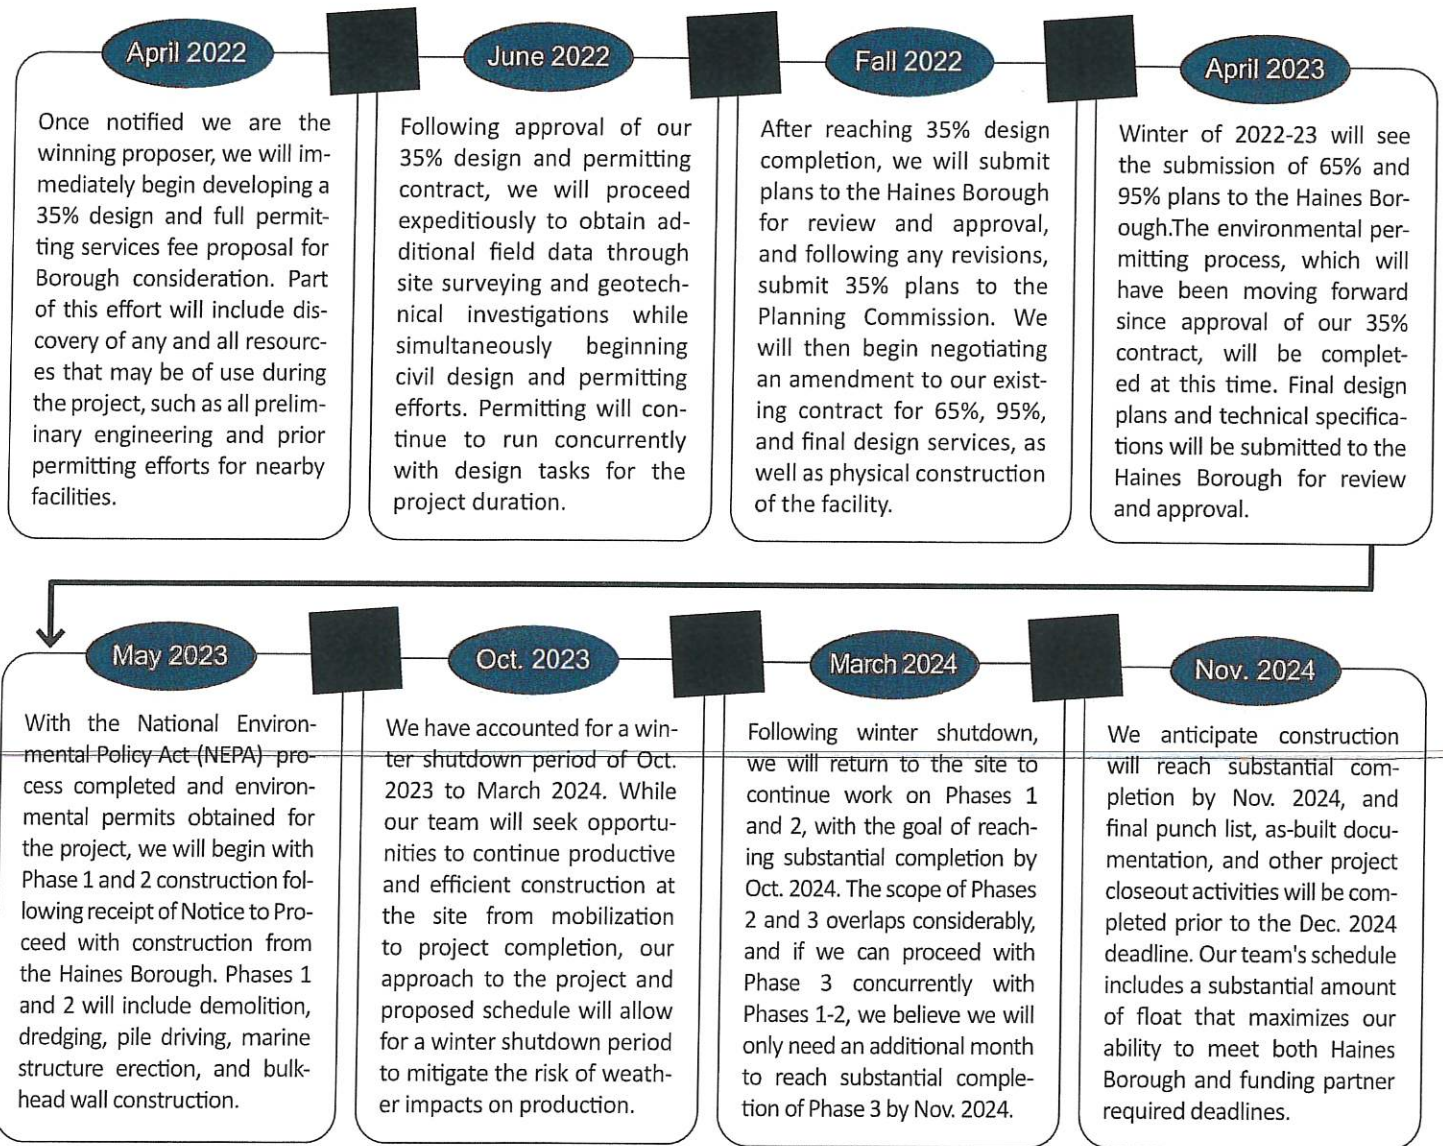 April 2022
Once notified we are the
winning proposer, we will im-
mediately begin developing a
35% design and full permit-
ting services fee proposal for
Borough consideration. Part
of this effort will include dis-
covery of any and all resourc-
es that may be of use during
the project, such as all prelim-
inary engineering and prior
permitting efforts for nearby
facilities.
June 2022
Following approval of our
35% design and permitting
contract, we will proceed
expeditiously to obtain ad-
ditional field data through
site surveying and geotech-
nical investigations while
simultaneously beginning
civil design and permitting
efforts. Permitting will con-
tinue to run concurrently
with design tasks for the
project duration.
Fall 2022
After reaching 35% design
completion, we will submit
plans to the Haines Borough
for review and approval,
and following any revisions,
submit 35% plans to the
Planning Commission. We
will then begin negotiating
an amendment to our exist-
ing contract for 65%, 95%,
and final design services, as
well as physical construction
of the facility.
April 2023
Winter of 2022-23 will see
the submission of 65% and
95% plans to the Haines Bor-
ough.The environmental per-
mitting process, which will
have been moving forward
since approval of our 35%
contract, will be complet-
ed at this time. Final design
plans and technical specifica-
tions will be submitted to the
Haines Borough for review
and approval.
May 2023
With the National Environ-
mental Policy Act (NEPA) pro-
cess completed and environ-
mental permits obtained for
the project, we will begin with
Phase 1 and 2 construction fol-
lowing receipt of Notice to Pro-
ceed with construction from
the Haines Borough. Phases 1
and 2 will include demolition,
dredging, pile driving, marine
structure erection, and bulk-
head wall construction.
Oct. 2023
We have accounted for a win-
ter shutdown period of Oct.
2023 to March 2024. While
our team will seek opportu-
nities to continue productive
and efficient construction at
the site from mobilization
to project completion, our
approach to the project and
proposed schedule will allow
for a winter shutdown period
to mitigate the risk of weath-
er impacts on production.
March 2024
Following winter shutdown,
we will return to the site to
continue work on Phases 1
and 2, with the goal of reach-
ing substantial completion by
Oct. 2024. The scope of Phases
2 and 3 overlaps considerably,
and if we can proceed with
Phase 3 concurrently with
Phases 1-2, we believe we will
only need an additional month
to reach substantial comple-
tion of Phase 3 by Nov. 2024.
Nov. 2024
We anticipate construction
will reach substantial com-
pletion by Nov. 2024, and
final punch list, as-built docu-
mentation, and other project
closeout activities will be com-
pleted prior to the Dec. 2024
deadline. Our team's schedule
includes a substantial amount
of float that maximizes our
ability to meet both Haines
Borough and funding partner
required deadlines.